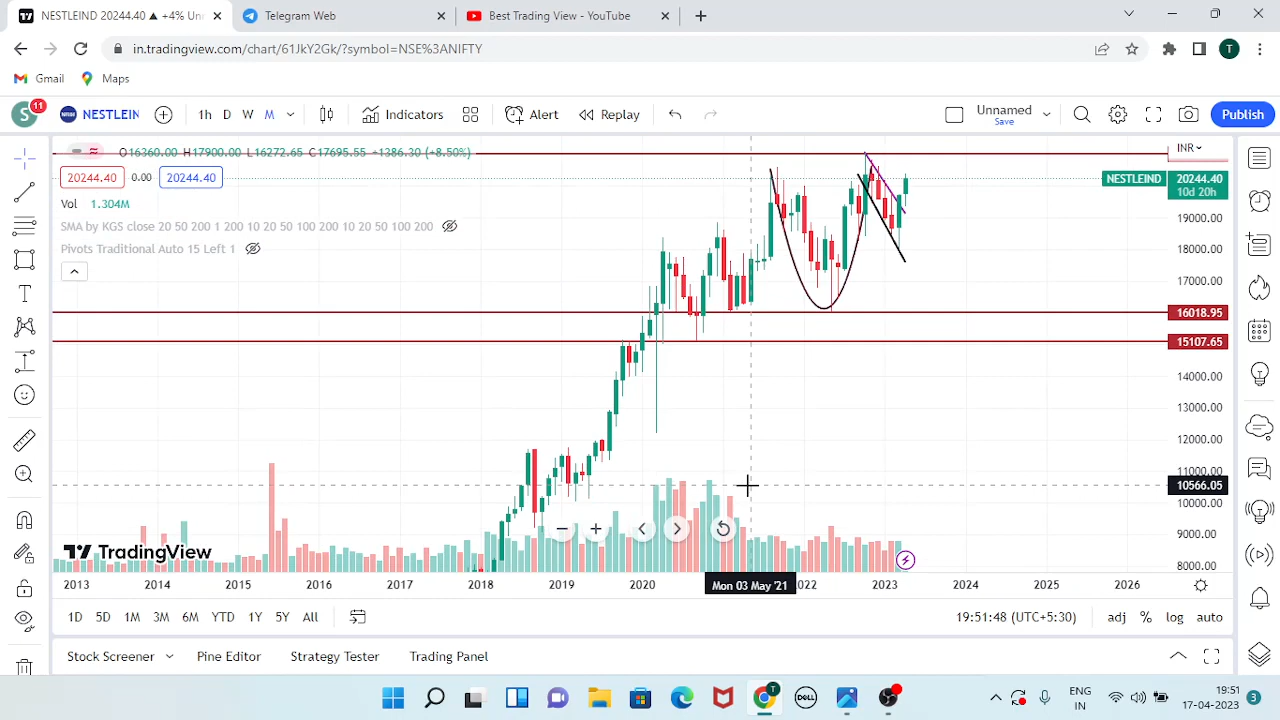 NESTLEIND 20244.40 ▲ +4% Unn
Telegram Web
Best Trading View - YouTube
in.tradingview.com/chart/61JkY2Gk/?symbol=NSE%3ANIFTY
T
Gmail
Maps
S
11
NESTLEIN
1h D W M
Indicators
Alert
Replay
Unnamed
Save
Publish
O16360.00 H17900.00 L16272.65 C17695.55 +1386.30 (+8.50%)
INR
20244.40 0.00 20244.40
NESTLEIND 20244.40
10d 20h
Vol 1.304M
19000.00
SMA by KGS close 20 50 200 1 200 10 20 50 100 200 10 20 50 100 200
Pivots Traditional Auto 15 Left 1
18000.00
17000.00
16018.95
15107.65
14000.00
13000.00
12000.00
11000.00
10566.05
10000.00
9000.00
TradingView
8000.00
2013 2014 2015 2016 2017 2018 2019 2020 Mon 03 May '21 022 2023 2024 2025 2026
1D 5D 1M 3M 6M YTD 1Y 5Y All
19:51:48 (UTC+5:30)
adj % log auto
Stock Screener
Pine Editor
Strategy Tester
Trading Panel
T
DELL
ENG
IN
19:51
17-04-2023
3